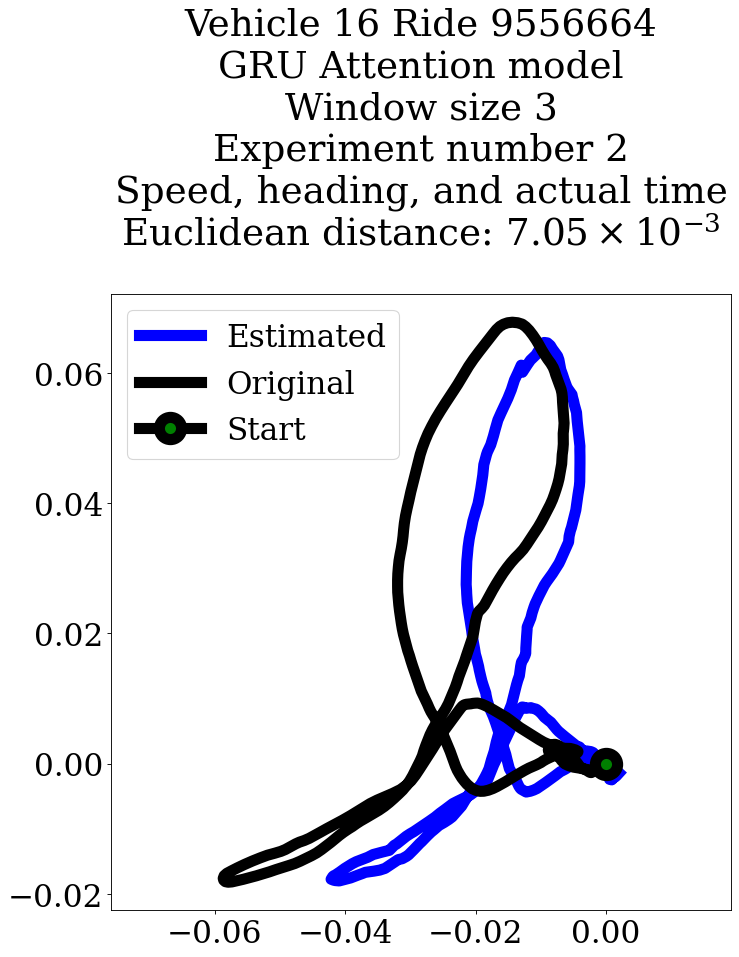 Vehicle 16 Ride 9556664
GRU Attention model
Window size 3
Experiment number 2
Speed, heading, and actual time
Euclidean distance: 7.05 × 10⁻³
Estimated
Original
Start
0.06
0.04
0.02
0.00
−0.02
−0.06 −0.04 −0.02 0.00